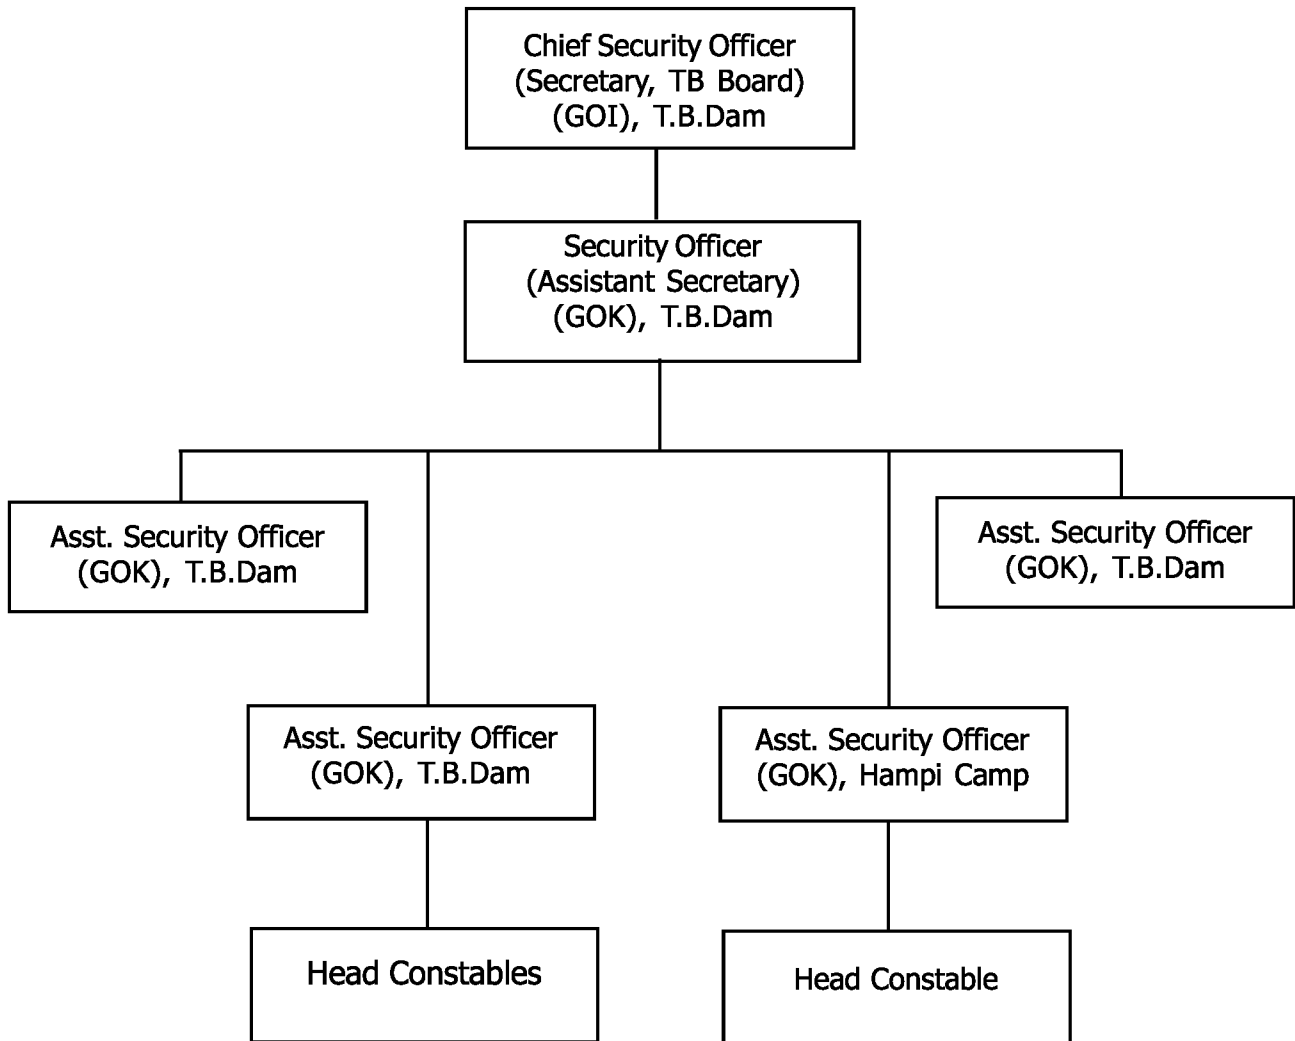 Chief Security Officer
(Secretary, TB Board)
(GOI), T.B.Dam
Security Officer
(Assistant Secretary)
(GOK), T.B.Dam
Asst. Security Officer
(GOK), T.B.Dam
Asst. Security Officer
(GOK), T.B.Dam
Asst. Security Officer
(GOK), T.B.Dam
Asst. Security Officer
(GOK), Hampi Camp
Head Constables
Head Constable